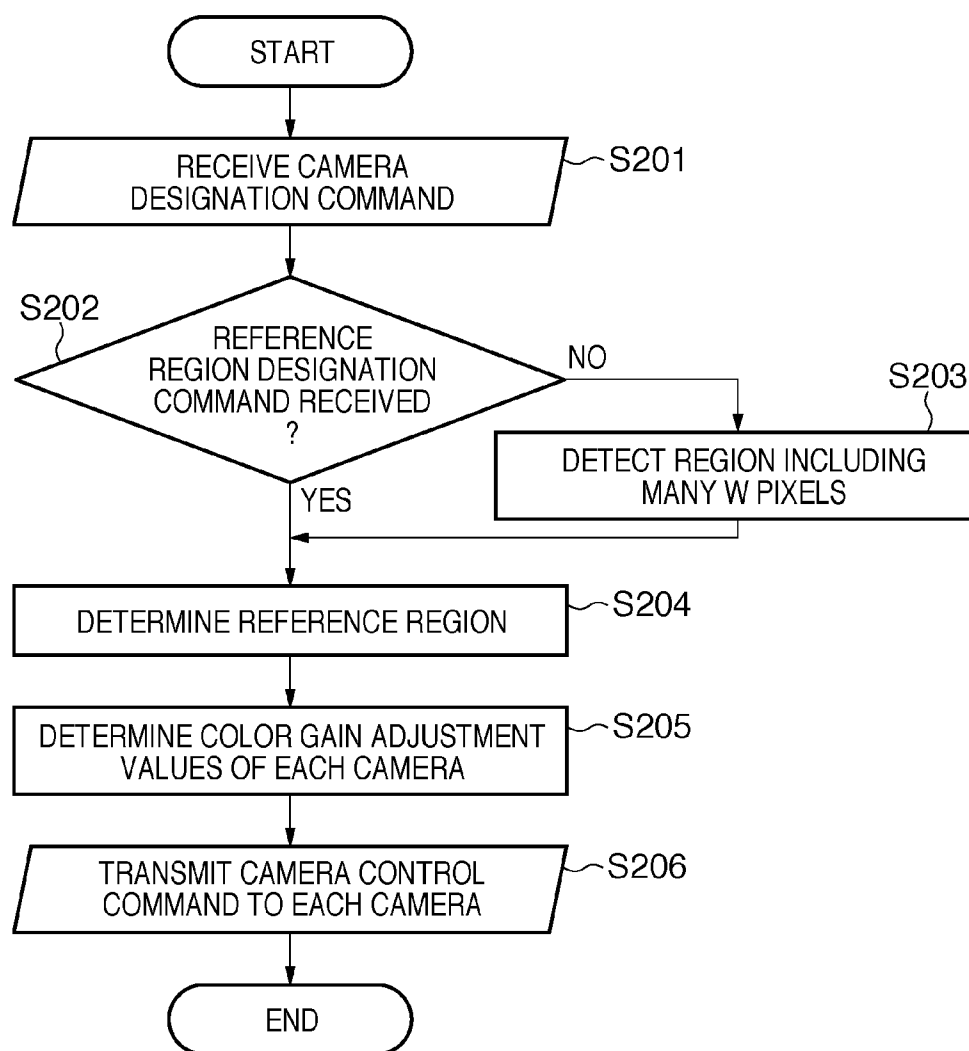 START
RECEIVE CAMERA
DESIGNATION COMMAND
S201
S202
REFERENCE
REGION DESIGNATION
COMMAND RECEIVED
?
NO
YES
S203
DETECT REGION INCLUDING
MANY W PIXELS
DETERMINE REFERENCE REGION
S204
DETERMINE COLOR GAIN ADJUSTMENT
VALUES OF EACH CAMERA
S205
TRANSMIT CAMERA CONTROL
COMMAND TO EACH CAMERA
S206
END